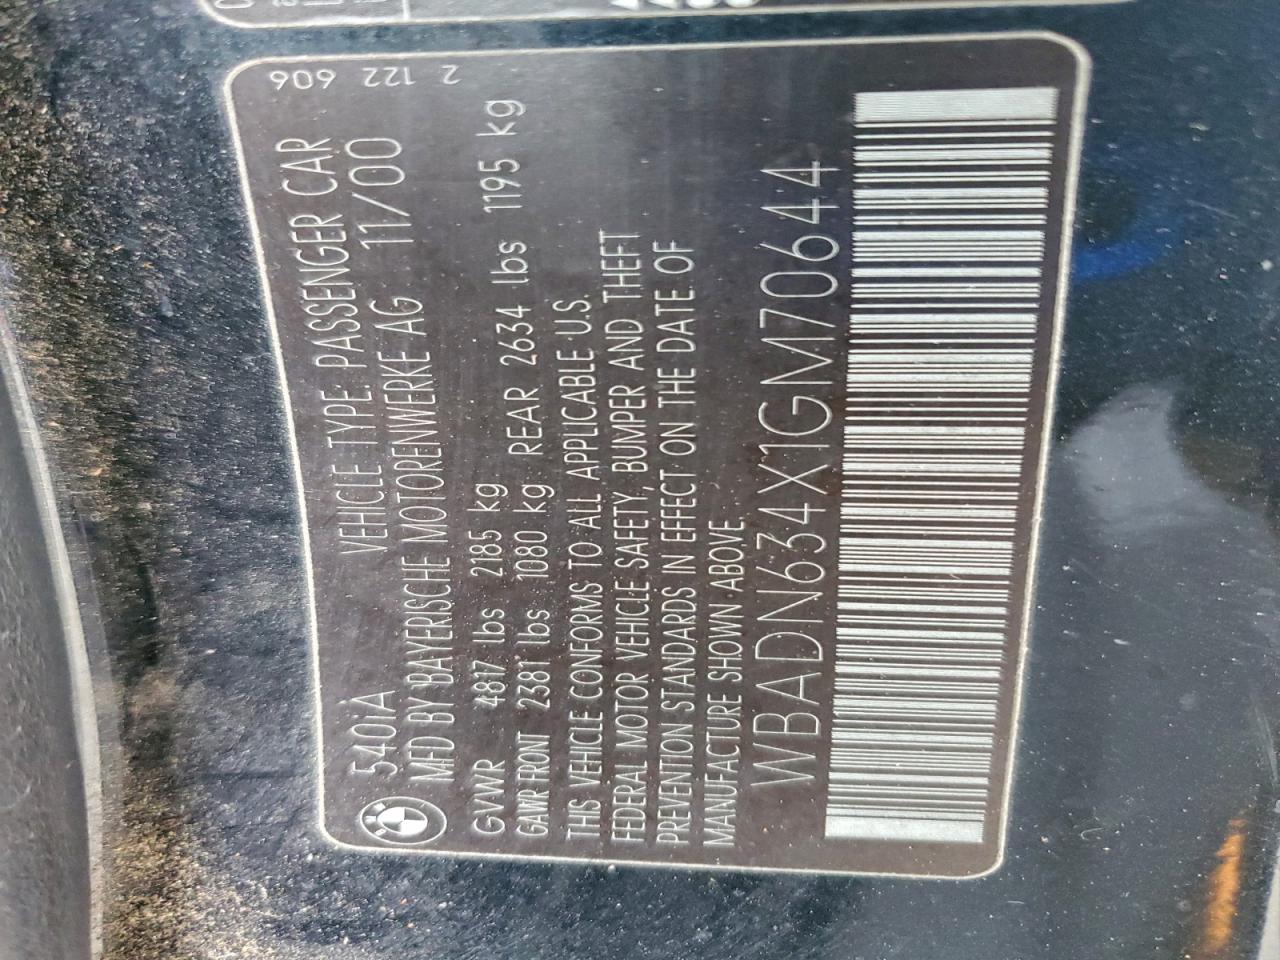 540iA VEHICLE TYPE: PASSENGER CAR
MFD BY BAYERISCHE MOTORENWERKE AG 11/00
GVWR 4817 lbs 2185 kg
GAWR FRONT 2381 lbs 1080 kg REAR 2634 lbs 1195 kg
THIS VEHICLE CONFORMS TO ALL APPLICABLE U.S.
FEDERAL MOTOR VEHICLE SAFETY, BUMPER AND THEFT
PREVENTION STANDARDS IN EFFECT ON THE DATE OF
MANUFACTURE SHOWN ABOVE.
WBADN634X1GM70644
2 122 606